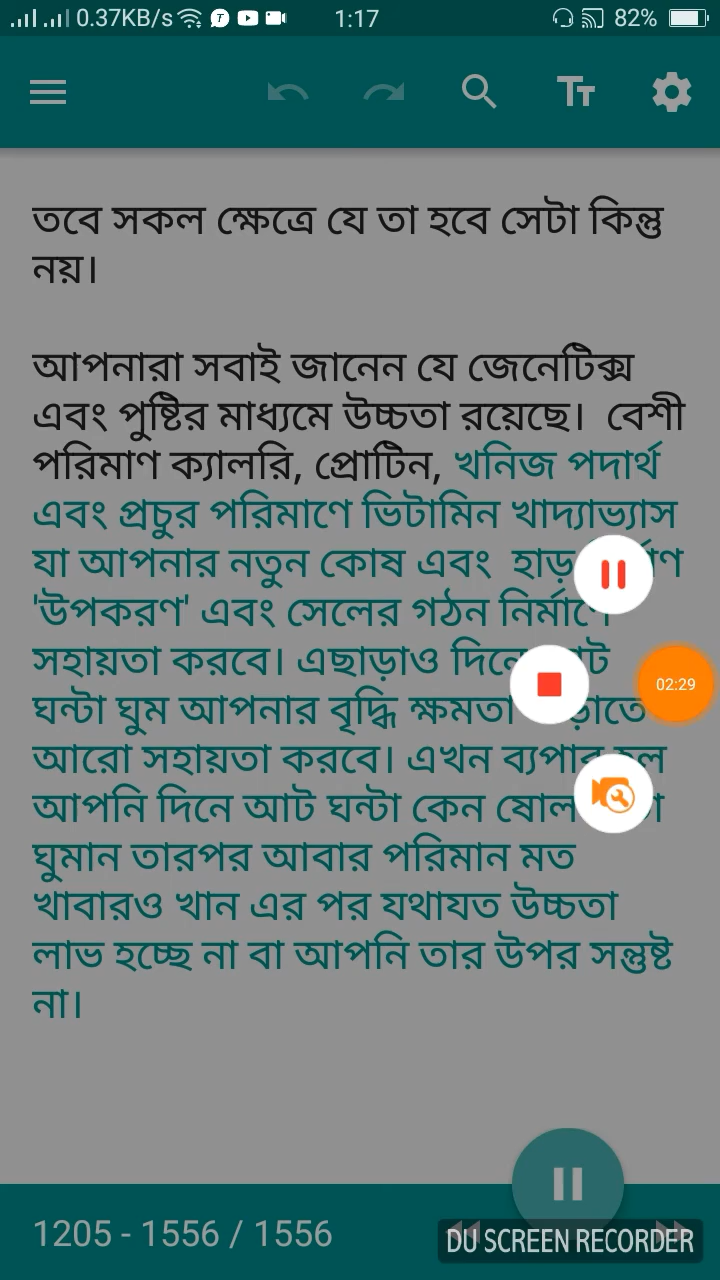 0.37KB/s
1:17
82%
তবে সকল ক্ষেত্রে যে তা হবে সেটা কিন্তু
নয়।
আপনারা সবাই জানেন যে জেনেটিক্স
এবং পুষ্টির মাধ্যমে উচ্চতা রয়েছে। বেশী
পরিমাণ ক্যালরি, প্রোটিন, খনিজ পদার্থ
এবং প্রচুর পরিমাণে ভিটামিন খাদ্যাভ্যাস
যা আপনার নতুন কোষ এবং হাড়
'উপকরণ' এবং সেলের গঠন নির্মাণে
সহায়তা করবে। এছাড়াও দিনে আট
02:29
ঘন্টা ঘুম আপনার বৃদ্ধি ক্ষমতা
আরো সহায়তা করবে। এখন ব্যপার হল
আপনি দিনে আট ঘন্টা কেন ষোল
ঘুমান তারপর আবার পরিমান মত
খাবারও খান এর পর যথাযত উচ্চতা
লাভ হচ্ছে না বা আপনি তার উপর সন্তুষ্ট
না।
1205 - 1556 / 1556
DU SCREEN RECORDER